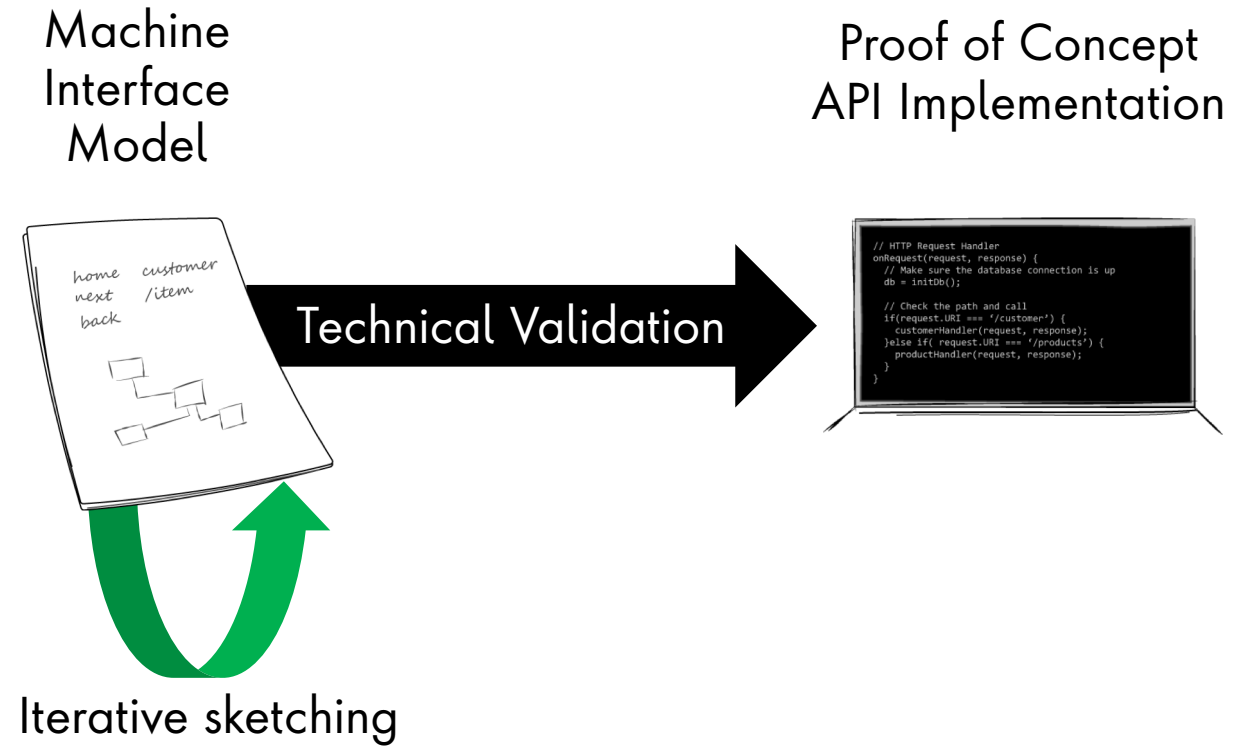 Machine
Interface
Model
Proof of Concept
API Implementation
home customer
next /item
back
Technical Validation
// HTTP Request Handler
onRequest(request, response) {
  // Make sure the database connection is up
  db = initDb();

  // Check the path and call
  if(request.URI === ‘/customer’) {
    customerHandler(request, response);
  }else if( request.URI === ‘/products’) {
    productHandler(request, response);
  }
}
Iterative sketching